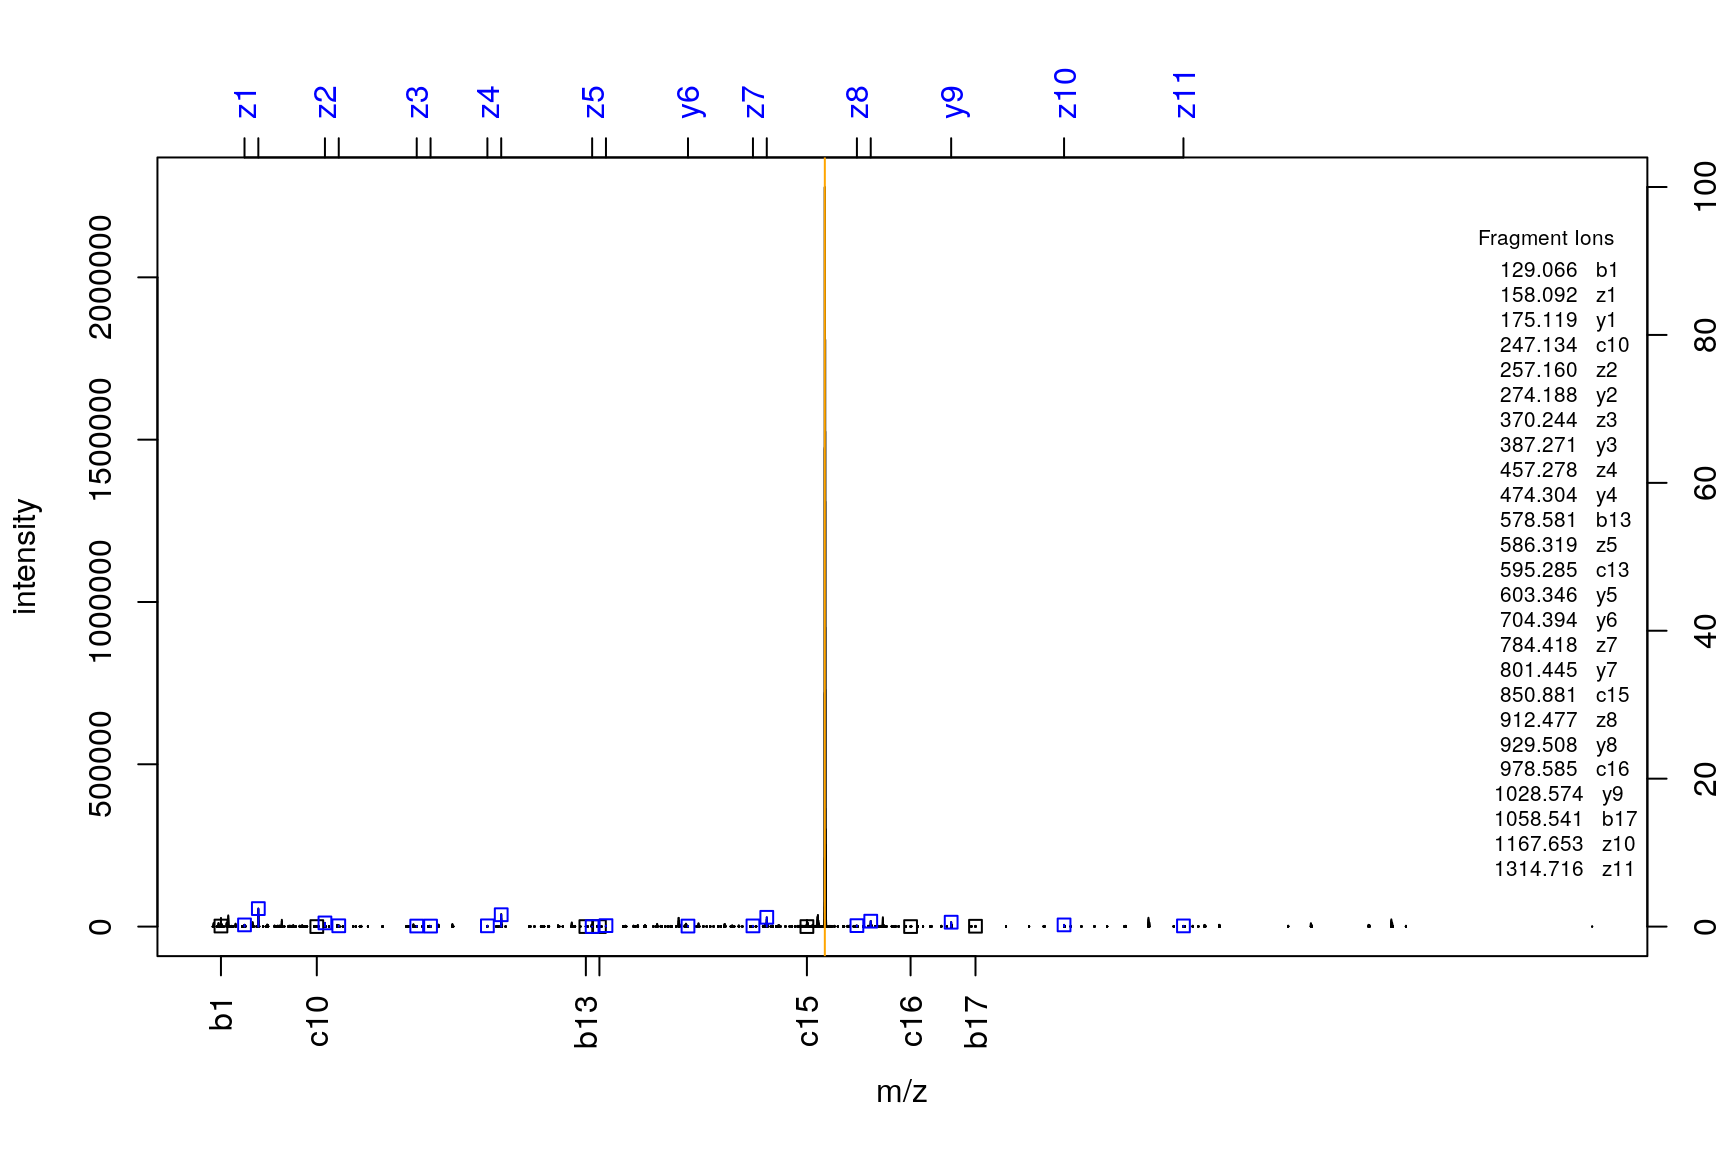 z1 z2 z3 z4 z5 y6 z7 z8 y9 z10 z11
intensity
0 500000 1000000 1500000 2000000
0 20 40 60 80 100
Fragment Ions
129.066 b1
158.092 z1
175.119 y1
247.134 c10
257.160 z2
274.188 y2
370.244 z3
387.271 y3
457.278 z4
474.304 y4
578.581 b13
586.319 z5
595.285 c13
603.346 y5
704.394 y6
784.418 z7
801.445 y7
850.881 c15
912.477 z8
929.508 y8
978.585 c16
1028.574 y9
1058.541 b17
1167.653 z10
1314.716 z11
b1 c10 b13 c15 c16 b17
m/z